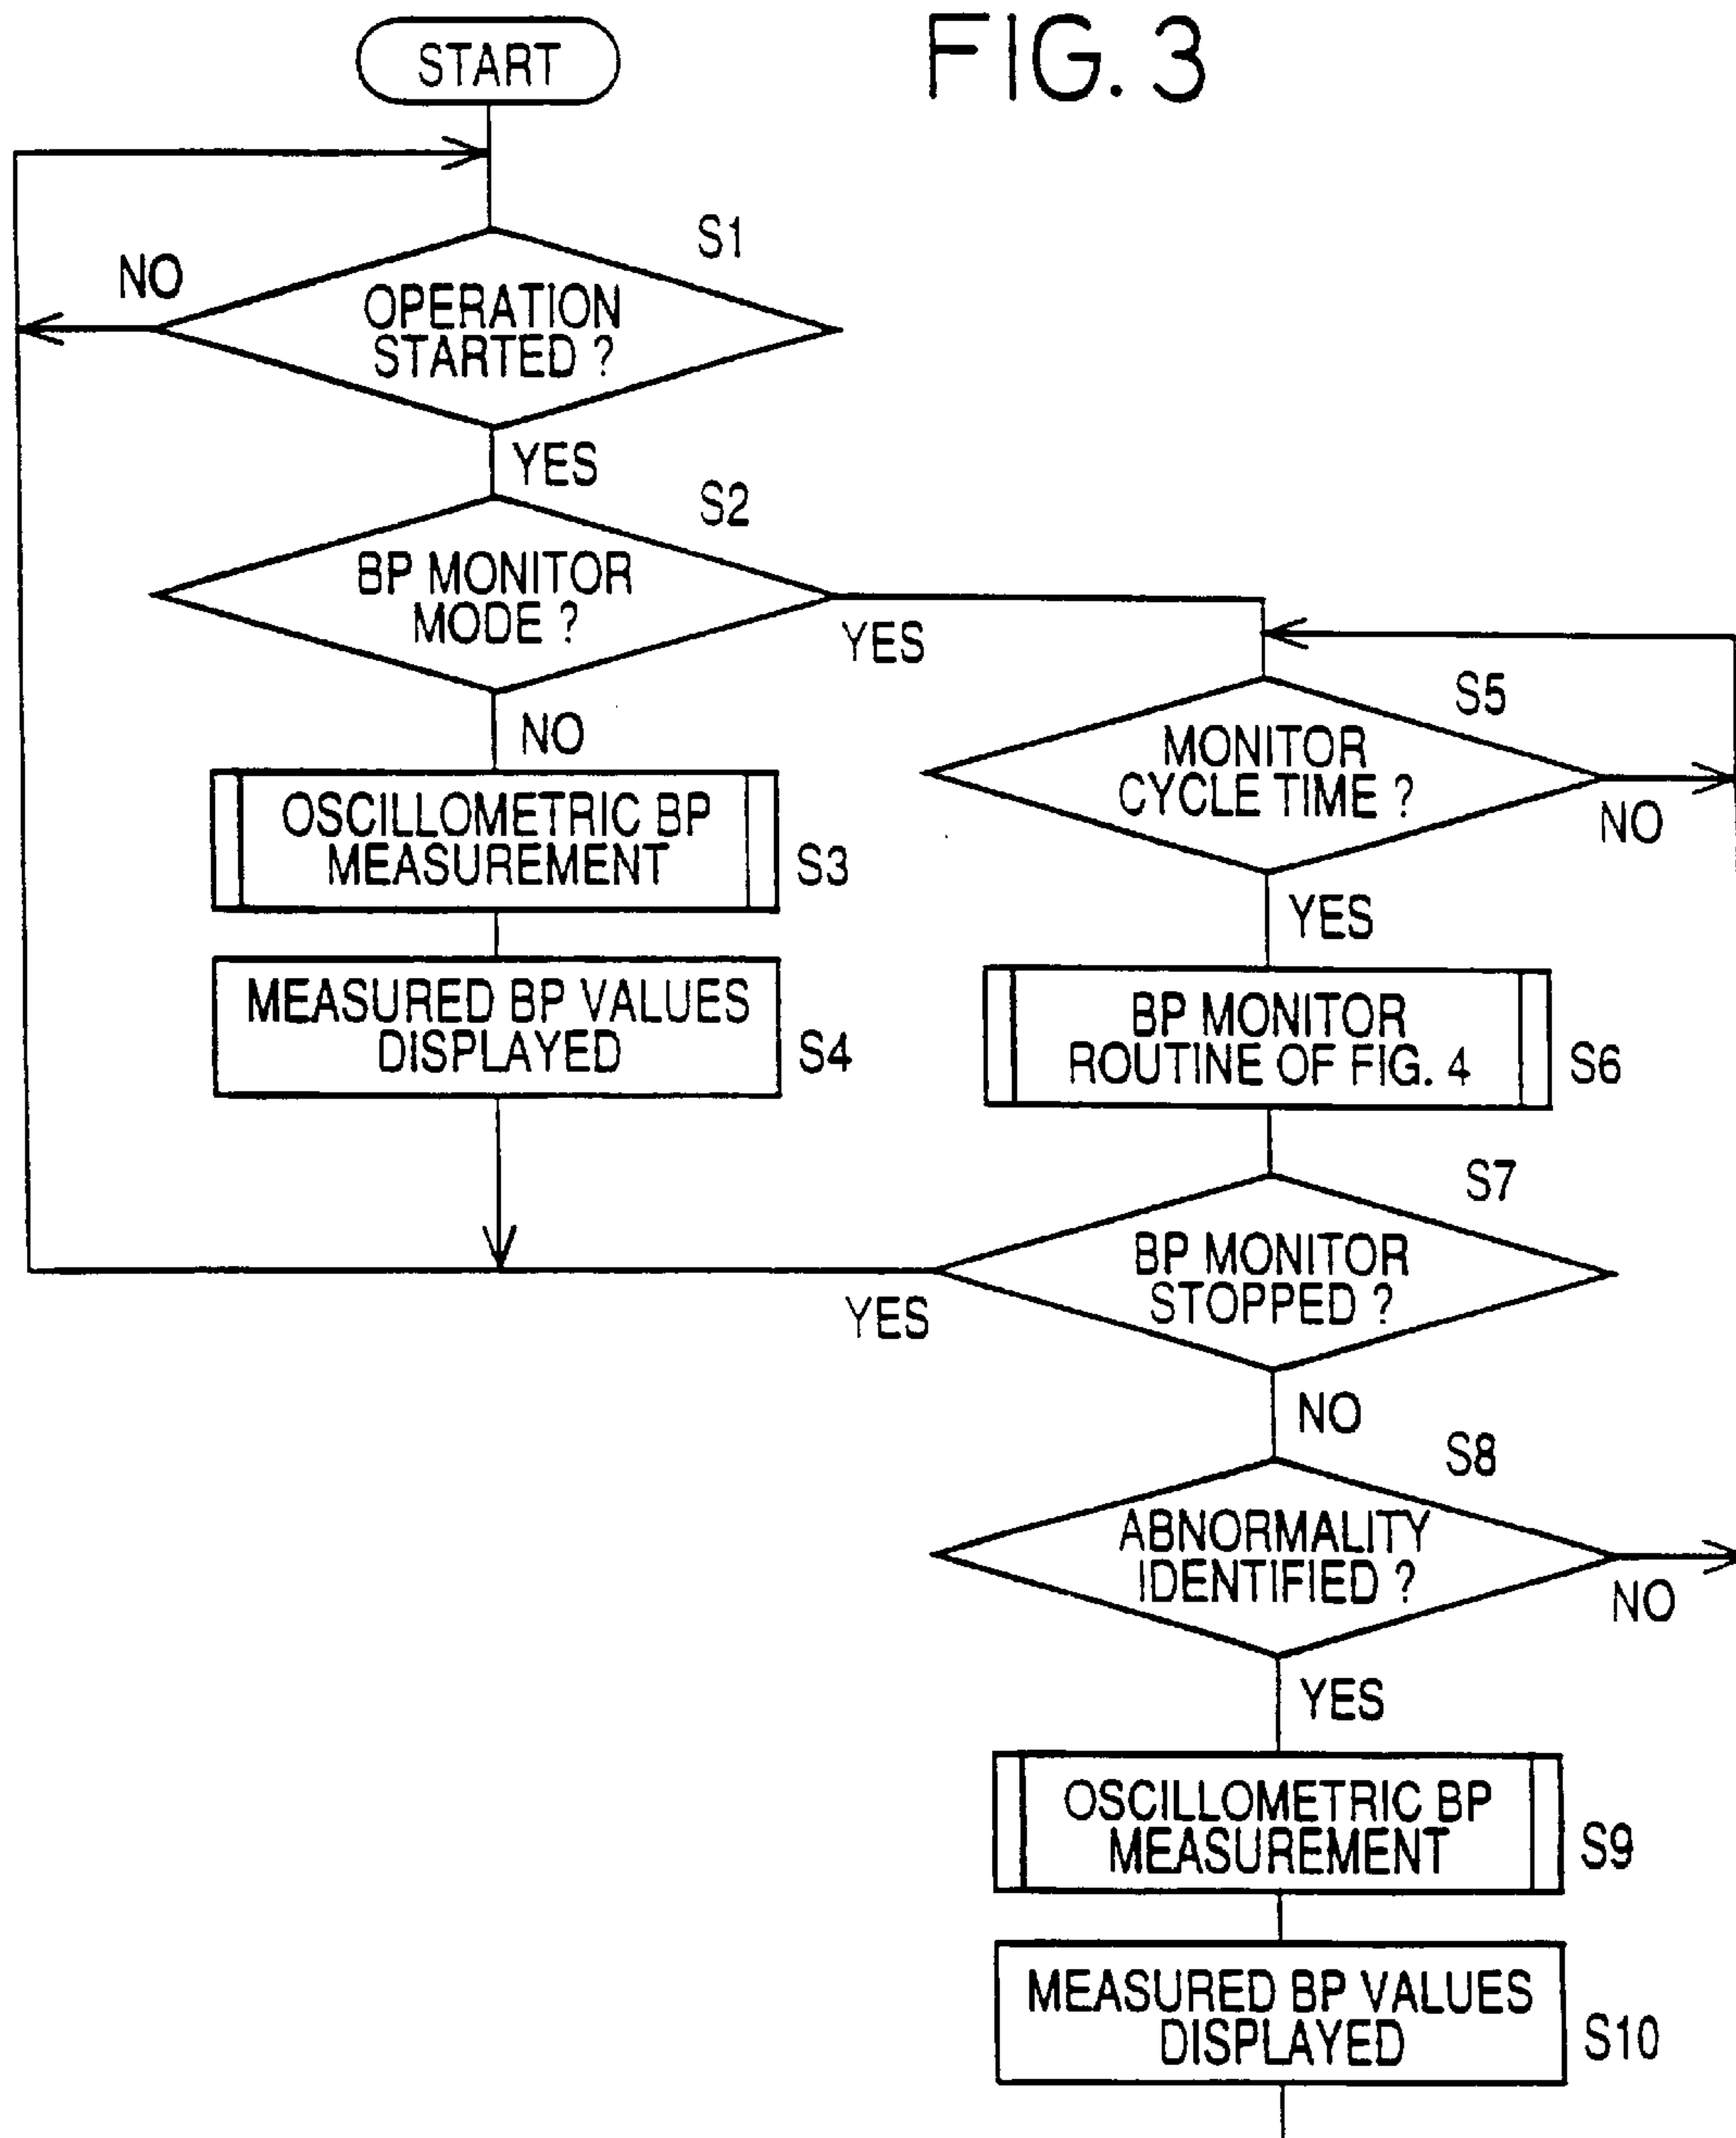 FIG. 3
START
S1
NO
OPERATION
STARTED ?
YES
S2
BP MONITOR
MODE ?
YES
NO
S5
MONITOR
CYCLE TIME ?
NO
OSCILLOMETRIC BP
MEASUREMENT
S3
YES
MEASURED BP VALUES
DISPLAYED
S4
BP MONITOR
ROUTINE OF FIG. 4
S6
S7
BP MONITOR
STOPPED ?
YES
NO
S8
ABNORMALITY
IDENTIFIED ?
NO
YES
OSCILLOMETRIC BP
MEASUREMENT
S9
MEASURED BP VALUES
DISPLAYED
S10